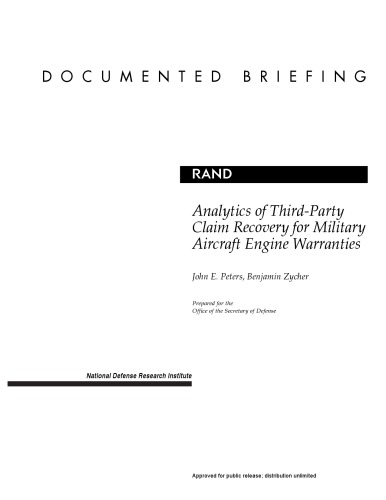 DOCUMENTED BRIEFING
RAND
Analytics of Third-Party
Claim Recovery for Military
Aircraft Engine Warranties
John E. Peters, Benjamin Zycher
Prepared for the
Office of the Secretary of Defense
National Defense Research Institute
Approved for public release; distribution unlimited